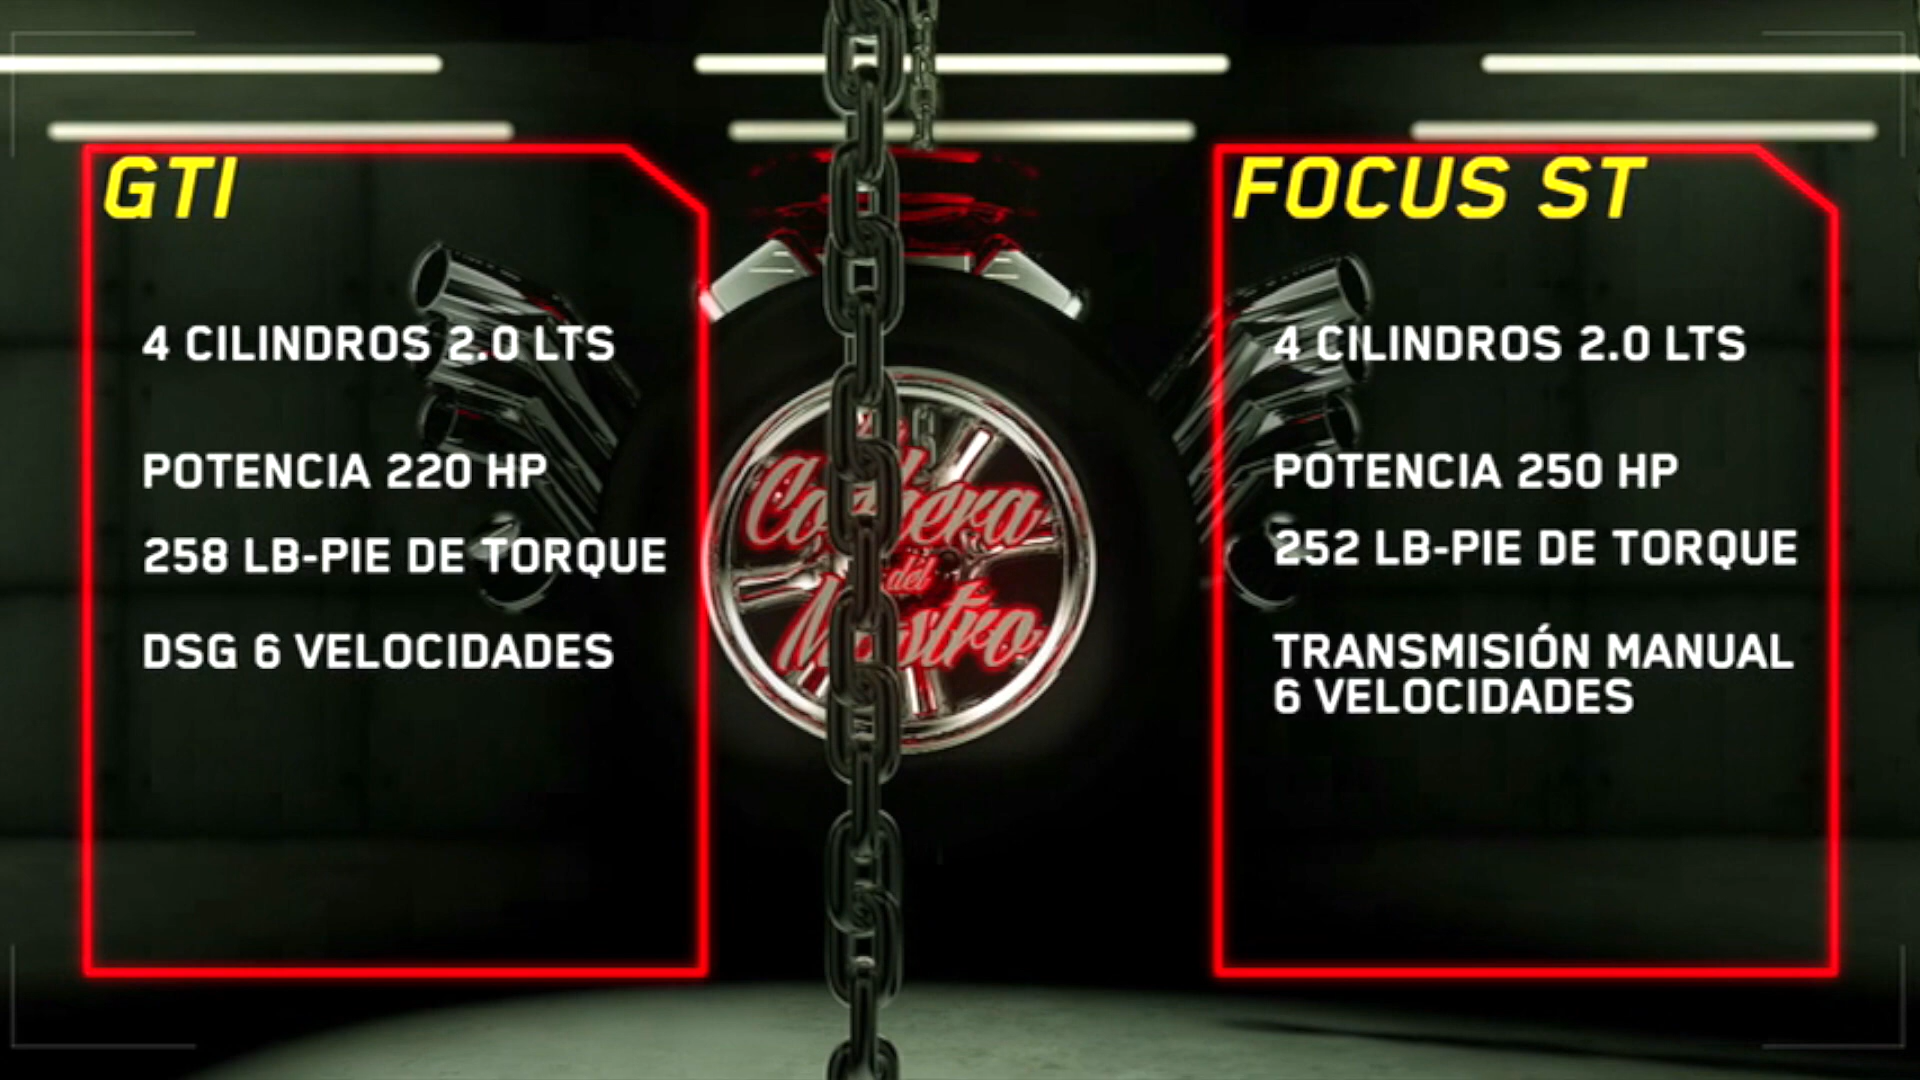 GTI
4 CILINDROS 2.0 LTS
POTENCIA 220 HP
258 LB-PIE DE TORQUE
DSG 6 VELOCIDADES
del
FOCUS ST
4 CILINDROS 2.0 LTS
POTENCIA 250 HP
252 LB-PIE DE TORQUE
TRANSMISIÓN MANUAL
6 VELOCIDADES